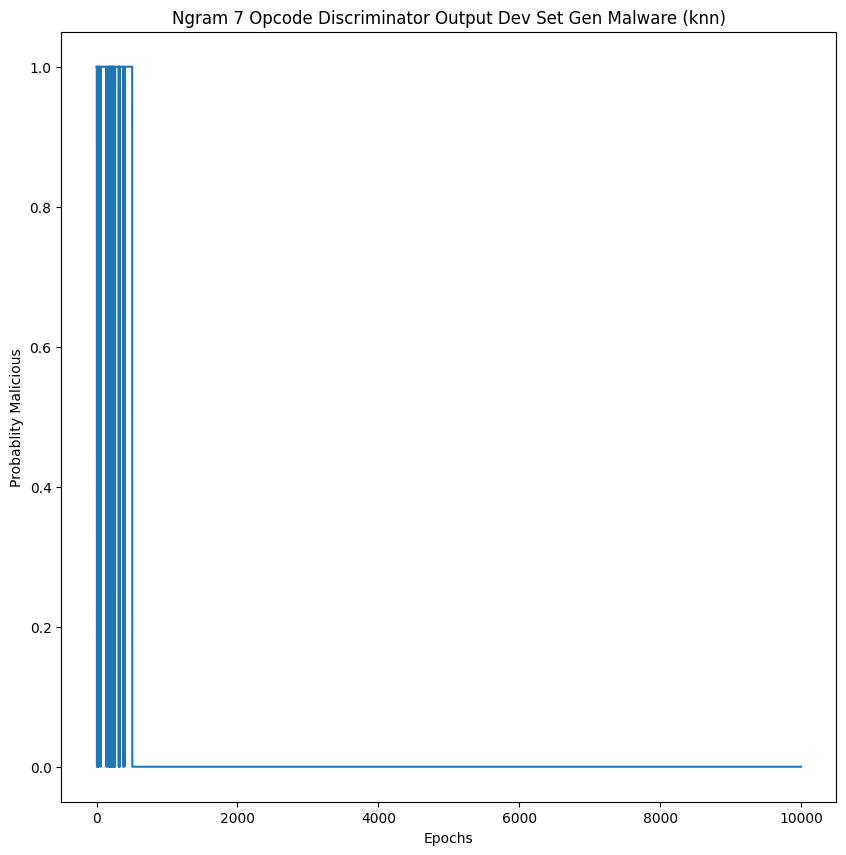 Ngram 7 Opcode Discriminator Output Dev Set Gen Malware (knn)
1.0
0.8
0.6
0.4
0.2
0.0
Probablity Malicious
0 2000 4000 6000 8000 10000
Epochs